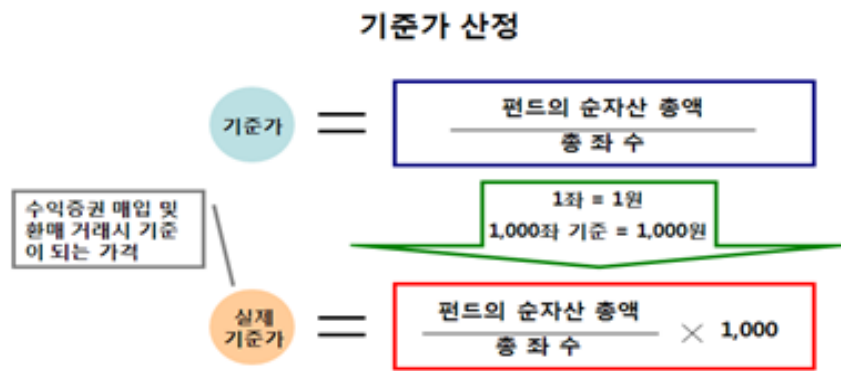 기준가 산정
기준가
=
펀드의 순자산 총액
총 좌 수
1좌 = 1원
1,000좌 기준 = 1,000원
수익증권 매입 및
환매 거래시 기준
이 되는 가격
실제
기준가
=
펀드의 순자산 총액
총 좌 수
× 1,000